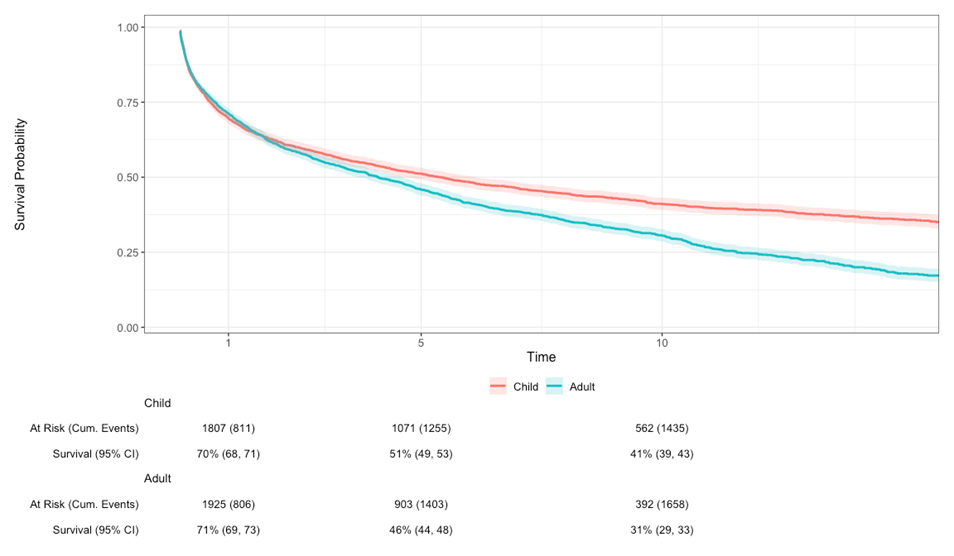 1.00
0.75
0.50
0.25
0.00
Survival Probability
1 5 10
Time
Child Adult
Child
At Risk (Cum. Events) 1807 (811) 1071 (1255) 562 (1435)
Survival (95% CI) 70% (68, 71) 51% (49, 53) 41% (39, 43)
Adult
At Risk (Cum. Events) 1925 (806) 903 (1403) 392 (1658)
Survival (95% CI) 71% (69, 73) 46% (44, 48) 31% (29, 33)